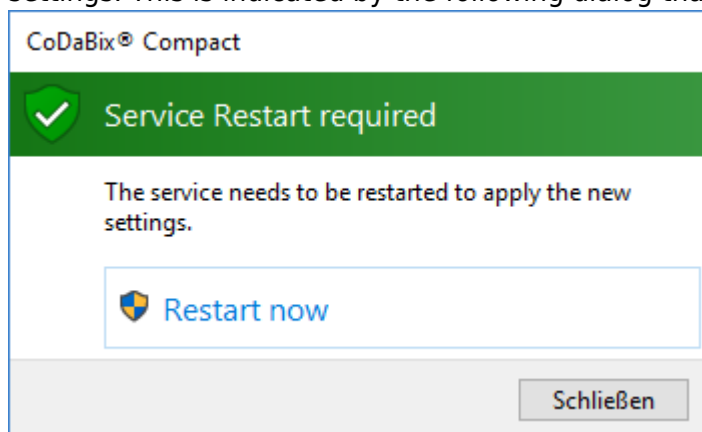 settings. This is indicated by the following dialog tha
CoDaBix® Compact
Service Restart required
The service needs to be restarted to apply the new
settings.
Restart now
Schließen